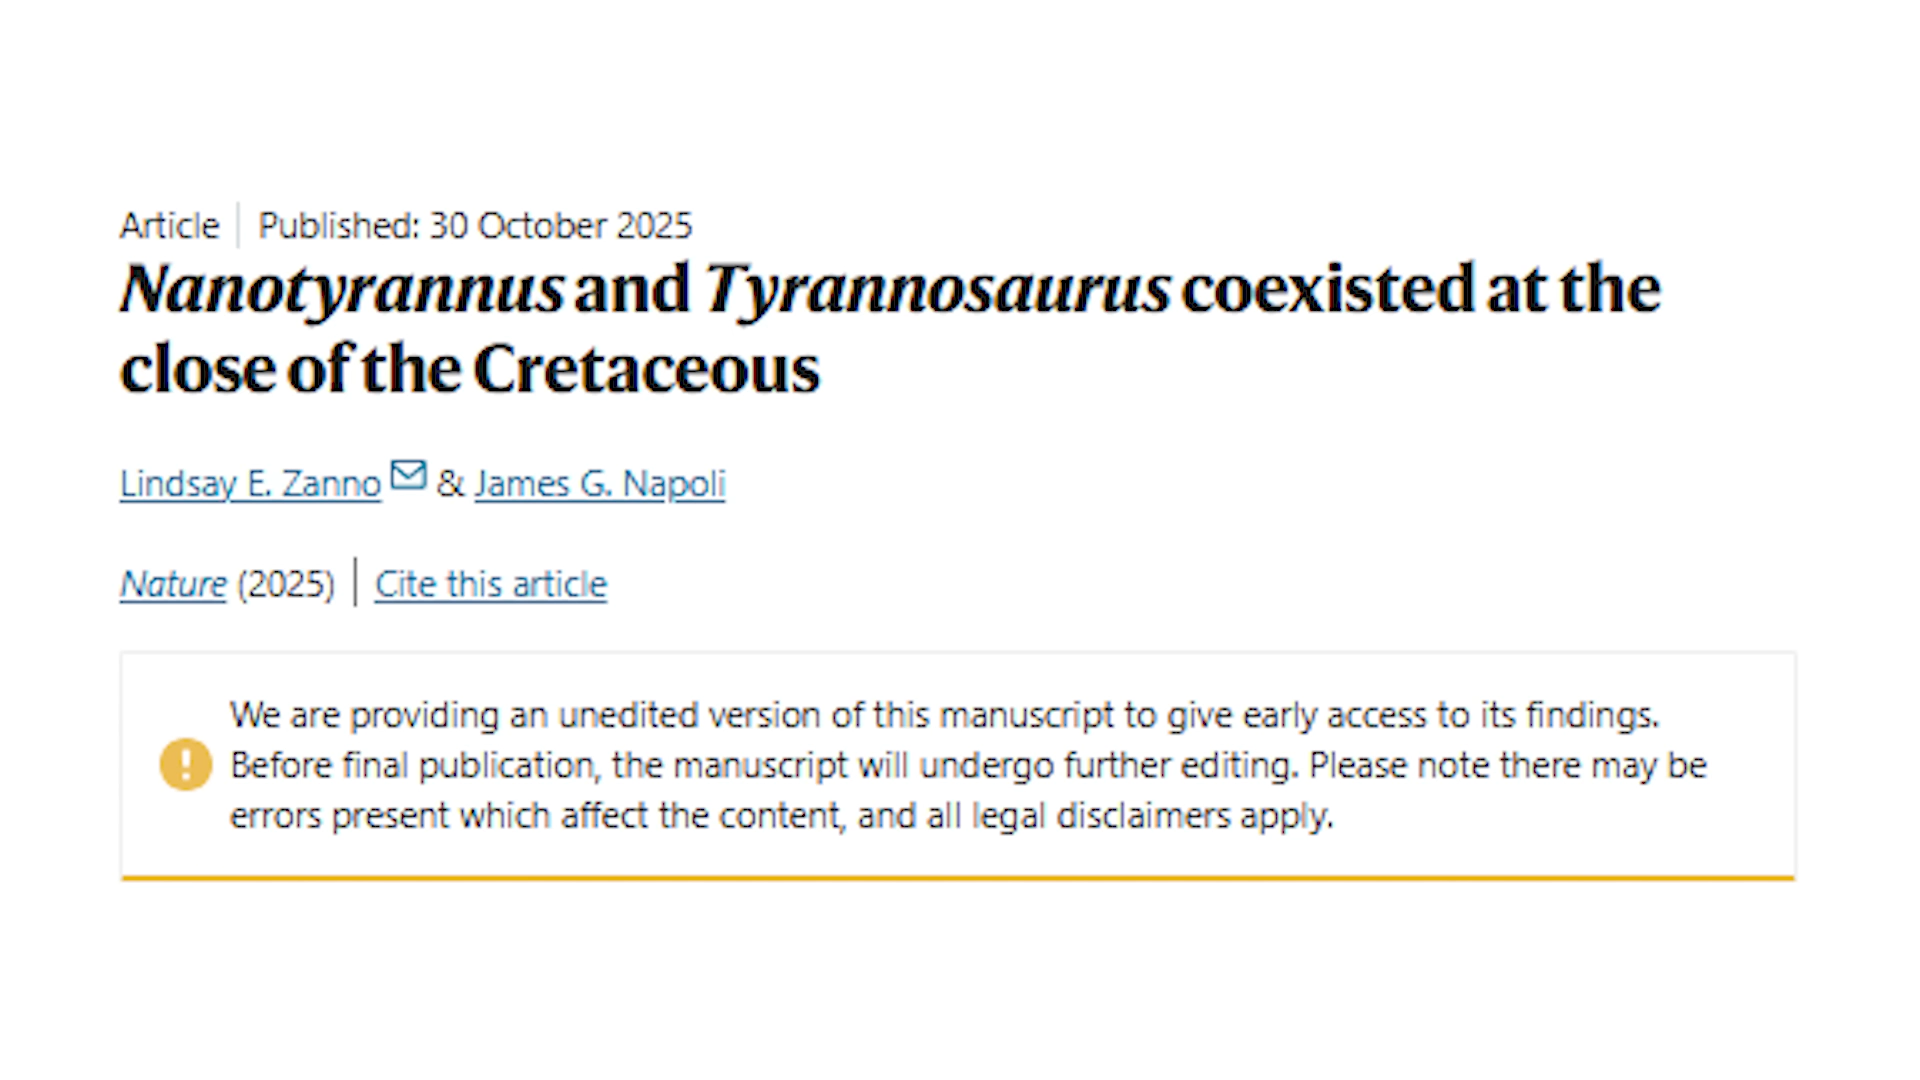 Article | Published: 30 October 2025
Nanotyrannus and Tyrannosaurus coexisted at the
close of the Cretaceous
Lindsay E. Zanno & James G. Napoli
Nature (2025) | Cite this article
We are providing an unedited version of this manuscript to give early access to its findings.
Before final publication, the manuscript will undergo further editing. Please note there may be
errors present which affect the content, and all legal disclaimers apply.